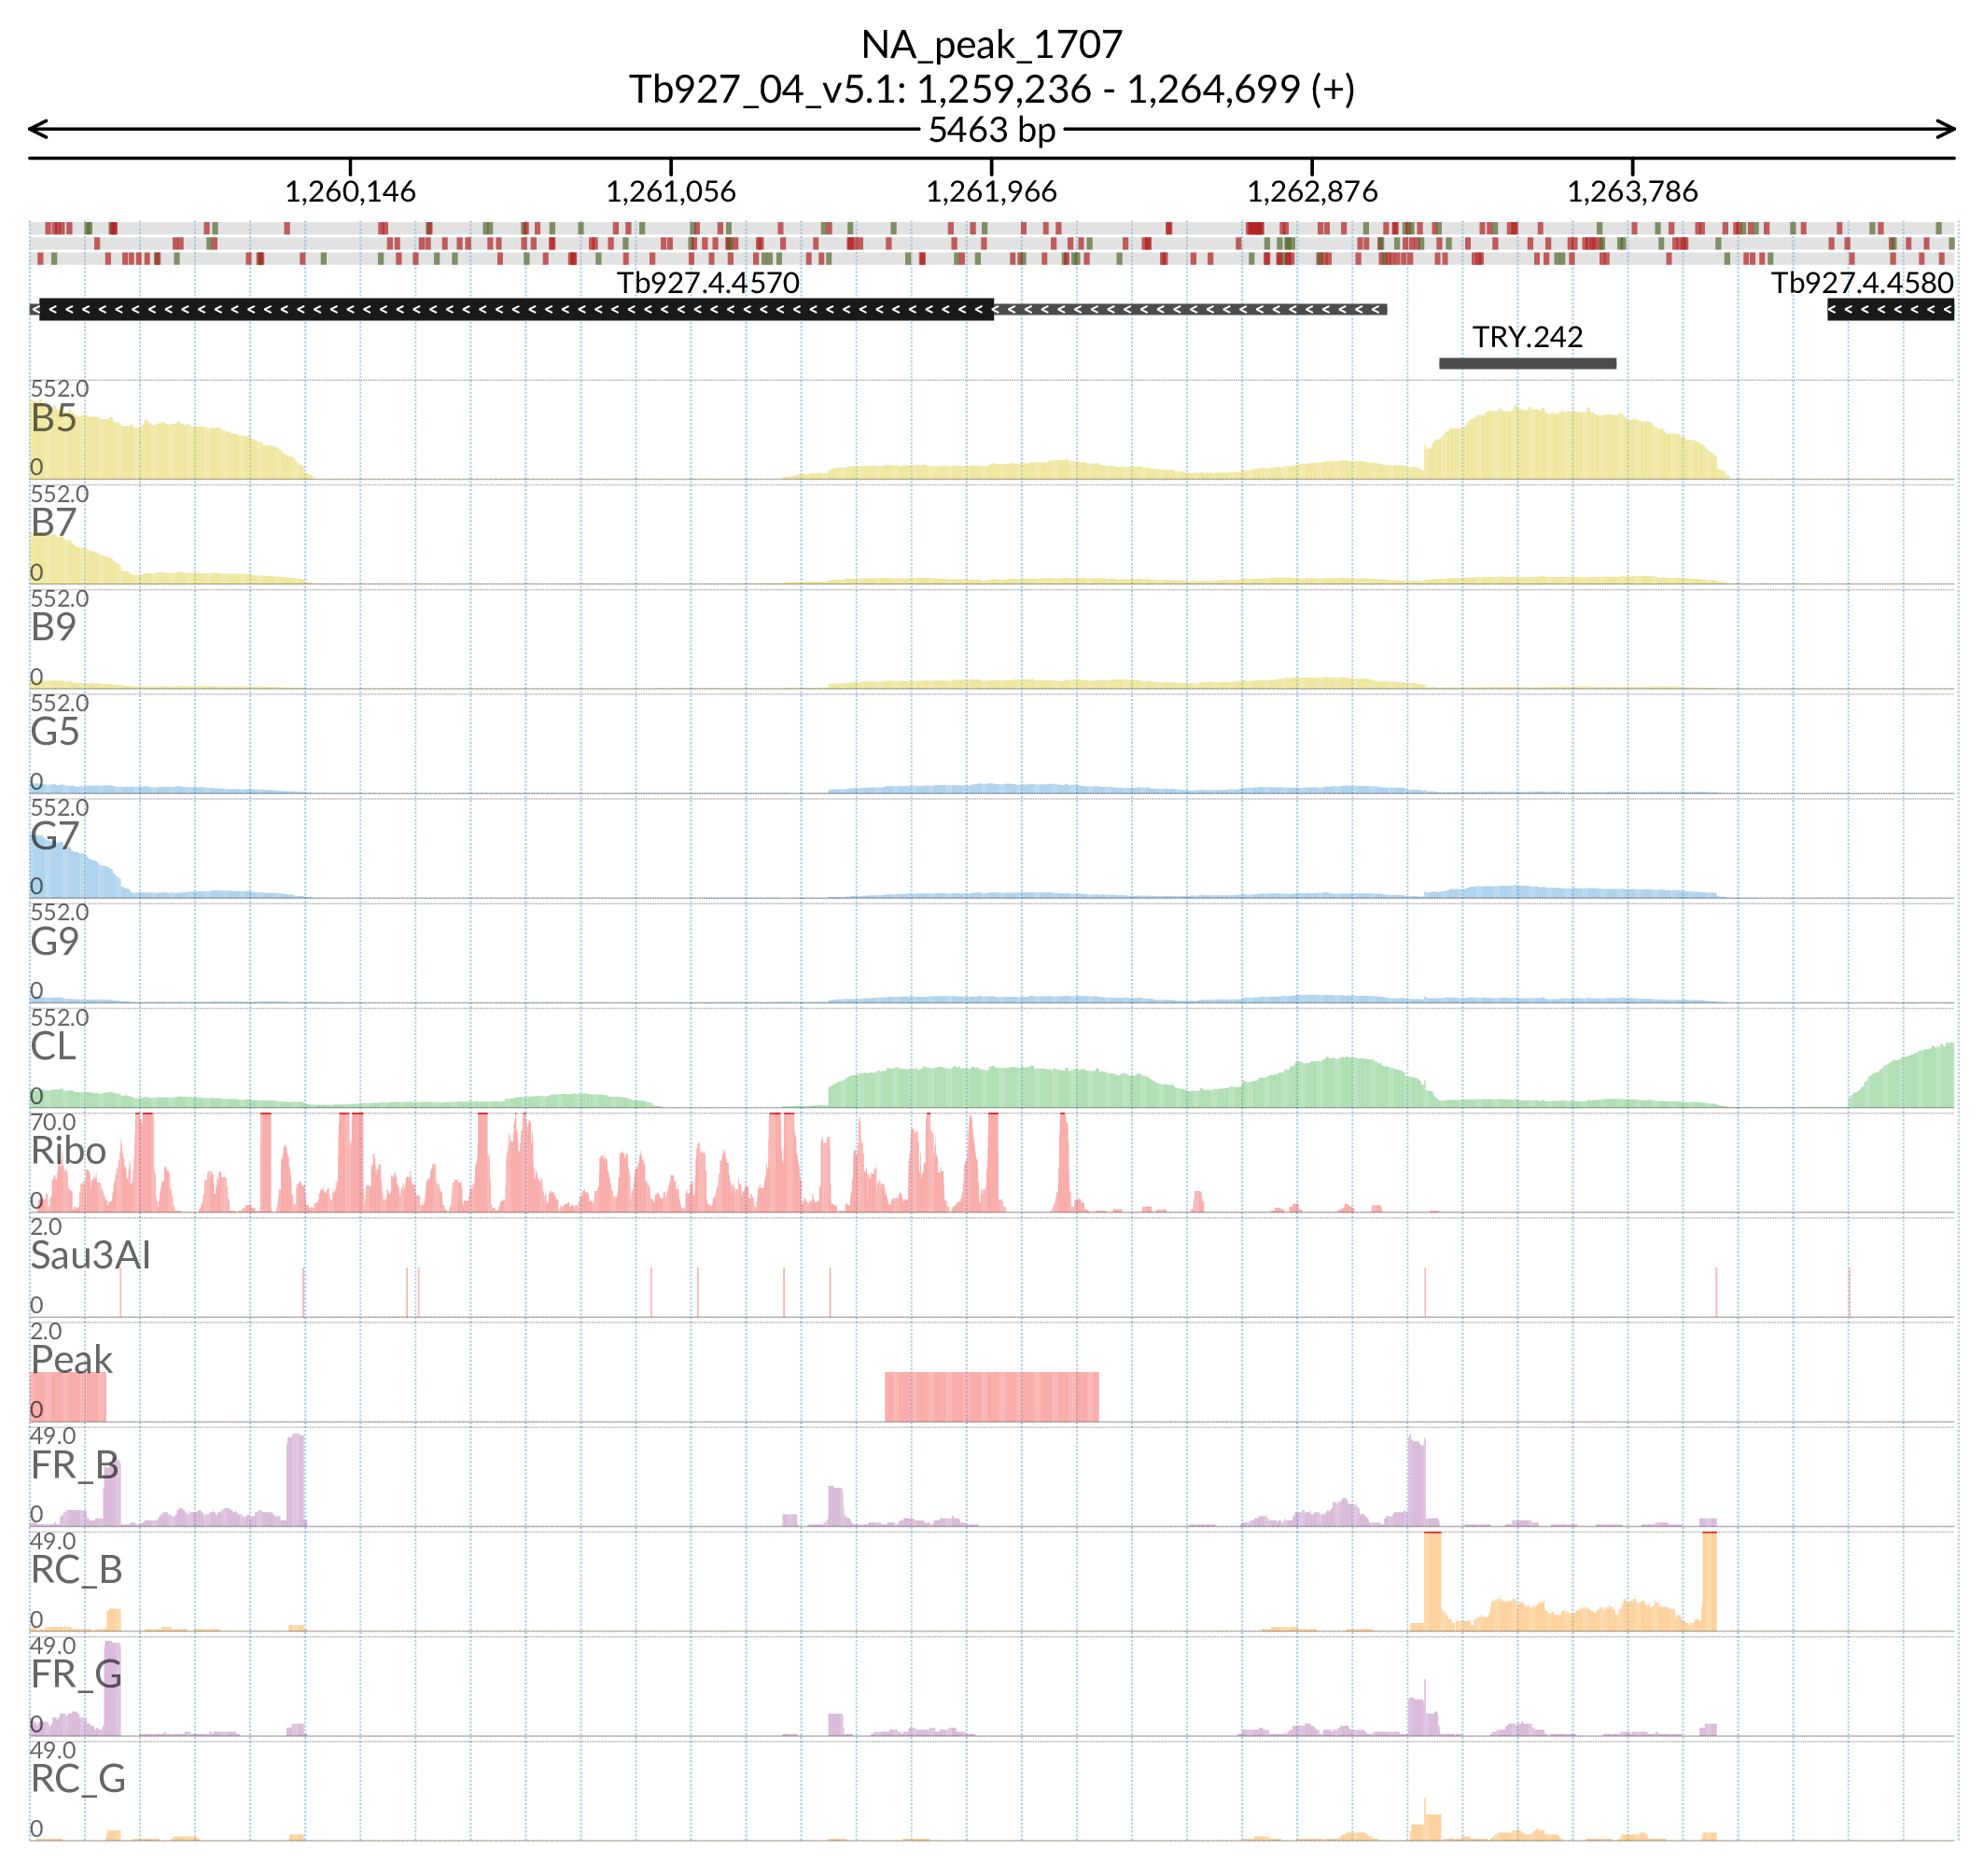 NA_peak_1707
Tb927_04_v5.1: 1,259,236 - 1,264,699 (+)
5463 bp
1,260,146 1,261,056 1,261,966 1,262,876 1,263,786
Tb927.4.4570 Tb927.4.4580
TRY.242
552.0
B5
0
552.0
B7
0
552.0
B9
0
552.0
G5
0
552.0
G7
0
552.0
G9
0
552.0
CL
0
70.0
Ribo
0
2.0
Sau3AI
0
2.0
Peak
0
49.0
FR_B
0
49.0
RC_B
0
49.0
FR_G
0
49.0
RC_G
0